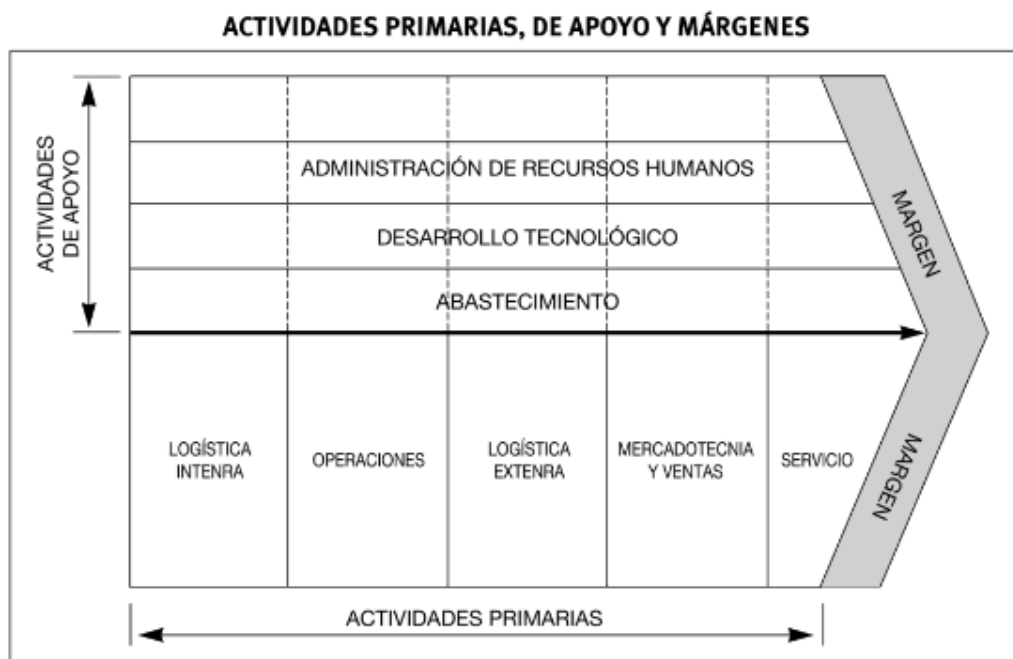 ACTIVIDADES PRIMARIAS, DE APOYO Y MÁRGENES
ACTIVIDADES
DE APOYO
ADMINISTRACIÓN DE RECURSOS HUMANOS
DESARROLLO TECNOLÓGICO
ABASTECIMIENTO
MARGEN
LOGÍSTICA
INTENRA
OPERACIONES
LOGÍSTICA
EXTENRA
MERCADOTECNIA
Y VENTAS
SERVICIO
MARGEN
ACTIVIDADES PRIMARIAS